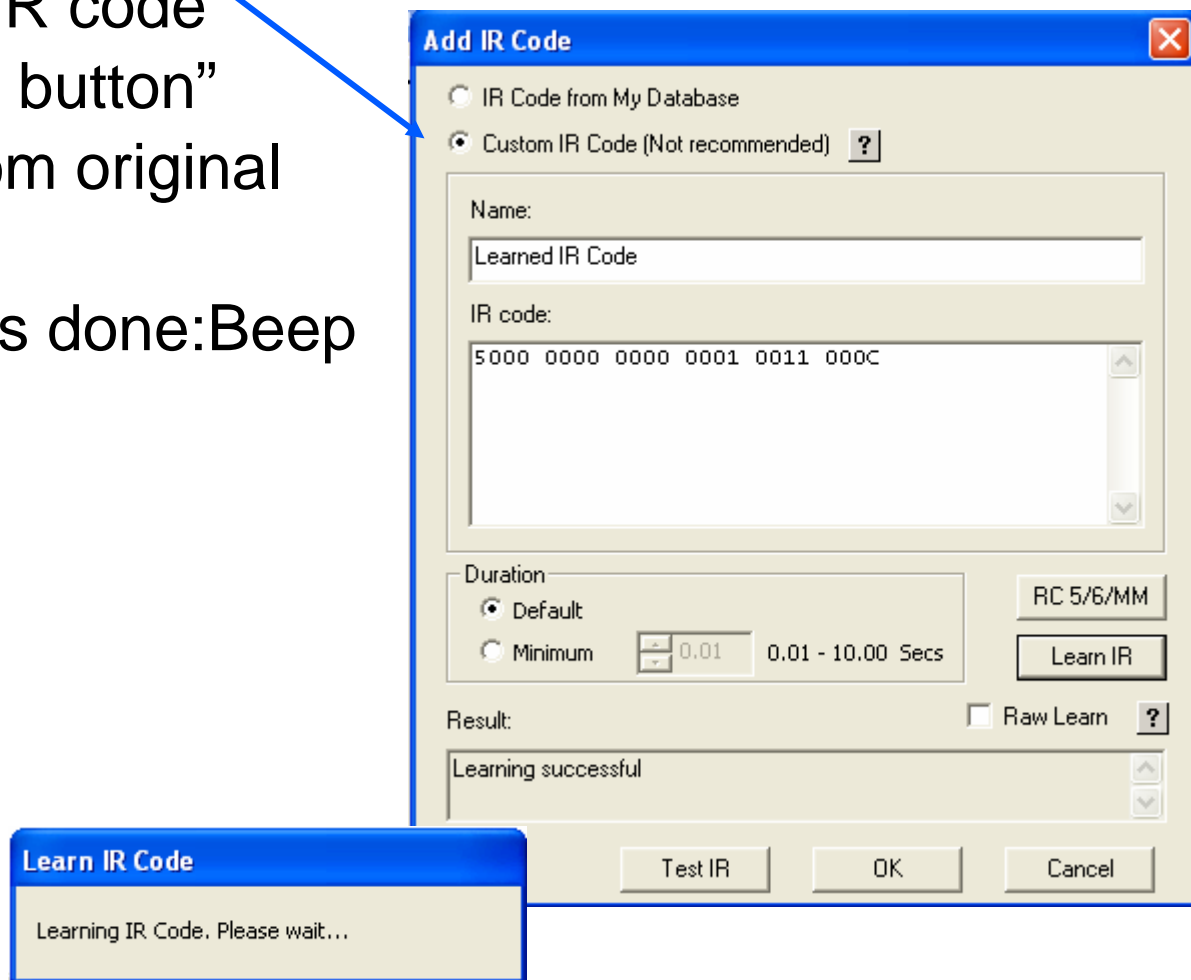 R code
button”
om original
s done:Beep
Add IR Code
IR Code from My Database
Custom IR Code (Not recommended) ?
Name:
Learned IR Code
IR code:
5000 0000 0000 0001 0011 000C
Duration
Default
Minimum 0.01 0.01 - 10.00 Secs
RC 5/6/MM
Learn IR
Result:
Raw Learn ?
Learning successful
Test IR OK Cancel
Learn IR Code
Learning IR Code. Please wait...